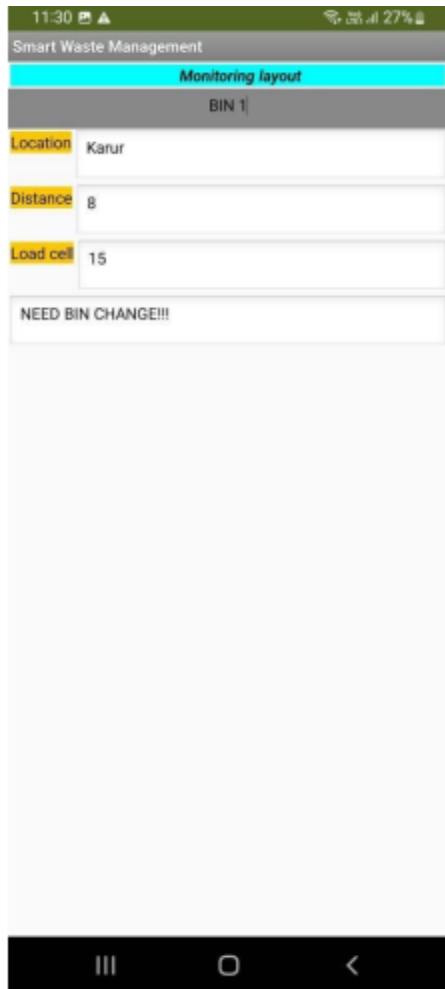 11:30 27%
Smart Waste Management
Monitoring layout
BIN 1
Location Karur
Distance 8
Load cell 15
NEED BIN CHANGE!!!